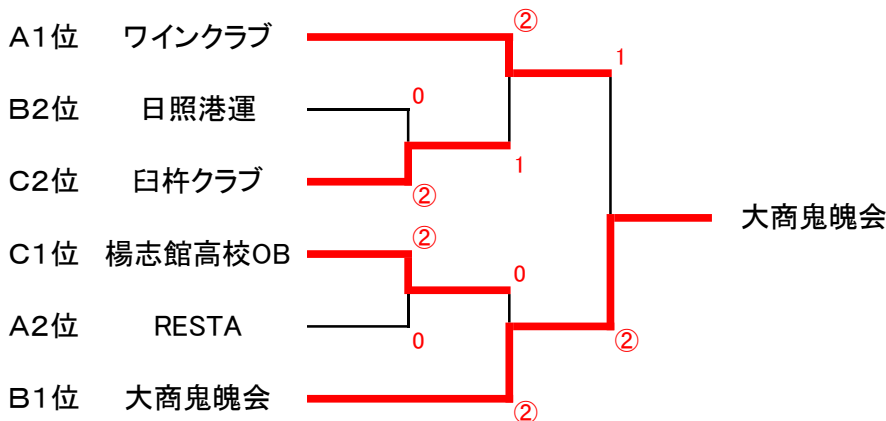 A1位 ワインクラブ
②
1
B2位 日照港運
0
1
C2位 臼杵クラブ
②
大商鬼魄会
C1位 楊志館高校OB
②
0
A2位 RESTA
0
②
B1位 大商鬼魄会
②